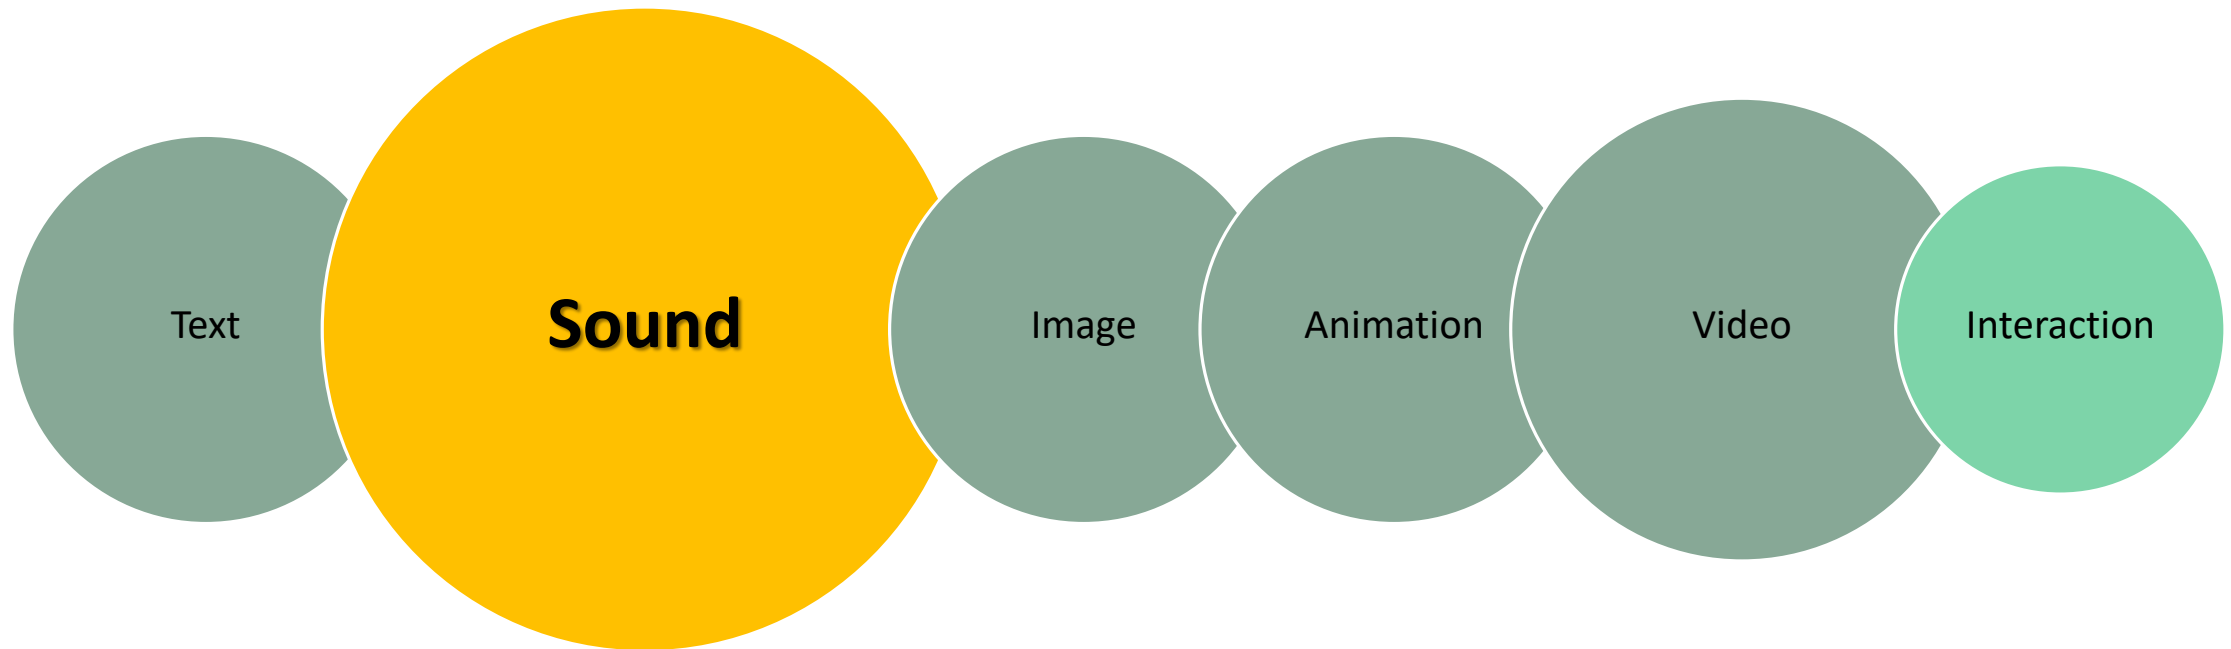 Text
Sound
Image
Animation
Video
Interaction